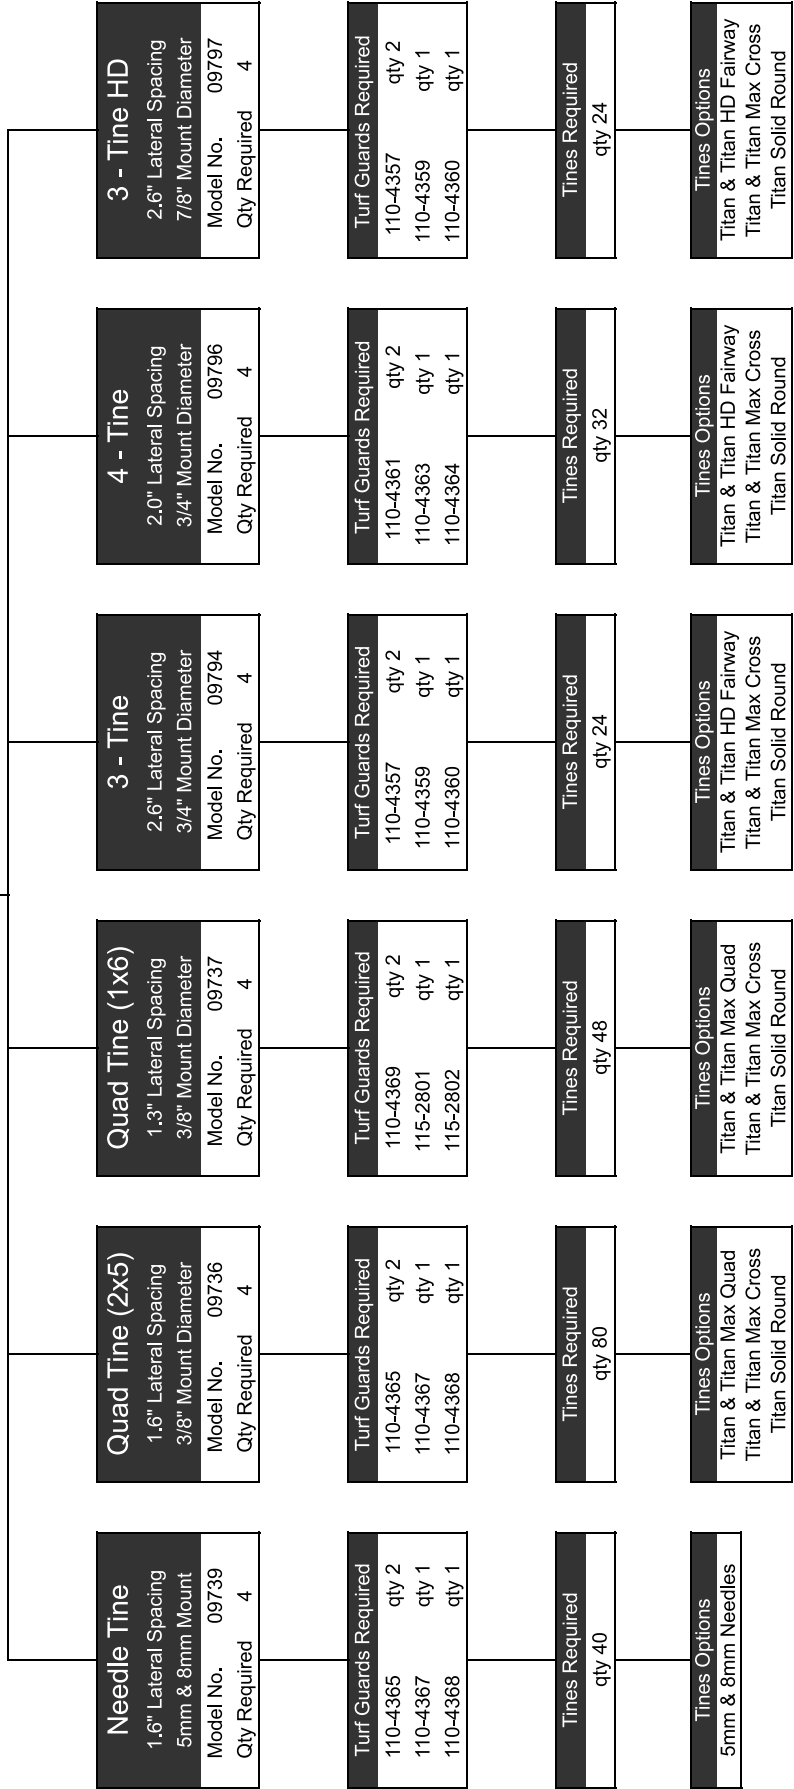 Needle Tine
1.6" Lateral Spacing
5mm & 8mm Mount
Model No. 09739
Qty Required 4
Turf Guards Required
110-4365 qty 2
110-4367 qty 1
110-4368 qty 1
Tines Required
qty 40
Tines Options
5mm & 8mm Needles
Quad Tine (2x5)
1.6" Lateral Spacing
3/8" Mount Diameter
Model No. 09736
Qty Required 4
Turf Guards Required
110-4365 qty 2
110-4367 qty 1
110-4368 qty 1
Tines Required
qty 80
Tines Options
Titan & Titan Max Quad
Titan & Titan Max Cross
Titan Solid Round
Quad Tine (1x6)
1.3" Lateral Spacing
3/8" Mount Diameter
Model No. 09737
Qty Required 4
Turf Guards Required
110-4369 qty 2
115-2801 qty 1
115-2802 qty 1
Tines Required
qty 48
Tines Options
Titan & Titan Max Quad
Titan & Titan Max Cross
Titan Solid Round
3 - Tine
2.6" Lateral Spacing
3/4" Mount Diameter
Model No. 09794
Qty Required 4
Turf Guards Required
110-4357 qty 2
110-4359 qty 1
110-4360 qty 1
Tines Required
qty 24
Tines Options
Titan & Titan HD Fairway
Titan & Titan Max Cross
Titan Solid Round
4 - Tine
2.0" Lateral Spacing
3/4" Mount Diameter
Model No. 09796
Qty Required 4
Turf Guards Required
110-4361 qty 2
110-4363 qty 1
110-4364 qty 1
Tines Required
qty 32
Tines Options
Titan & Titan HD Fairway
Titan & Titan Max Cross
Titan Solid Round
3 - Tine HD
2.6" Lateral Spacing
7/8" Mount Diameter
Model No. 09797
Qty Required 4
Turf Guards Required
110-4357 qty 2
110-4359 qty 1
110-4360 qty 1
Tines Required
qty 24
Tines Options
Titan & Titan HD Fairway
Titan & Titan Max Cross
Titan Solid Round